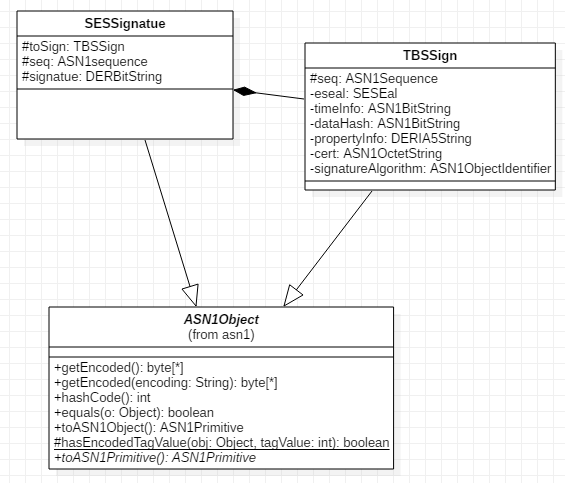 SESSignatue
#toSign: TBSSign
#seq: ASN1sequence
#signatue: DERBitString
TBSSign
#seq: ASN1Sequence
-eseal: SESEal
-timeInfo: ASN1BitString
-dataHash: ASN1BitString
-propertyInfo: DERIA5String
-cert: ASN1OctetString
-signatureAlgorithm: ASN1ObjectIdentifier
ASN1Object
(from asn1)
+getEncoded(): byte[*]
+getEncoded(encoding: String): byte[*]
+hashCode(): int
+equals(o: Object): boolean
+toASN1Object(): ASN1Primitive
#hasEncodedTagValue(obj: Object, tagValue: int): boolean
+toASN1Primitive(): ASN1Primitive